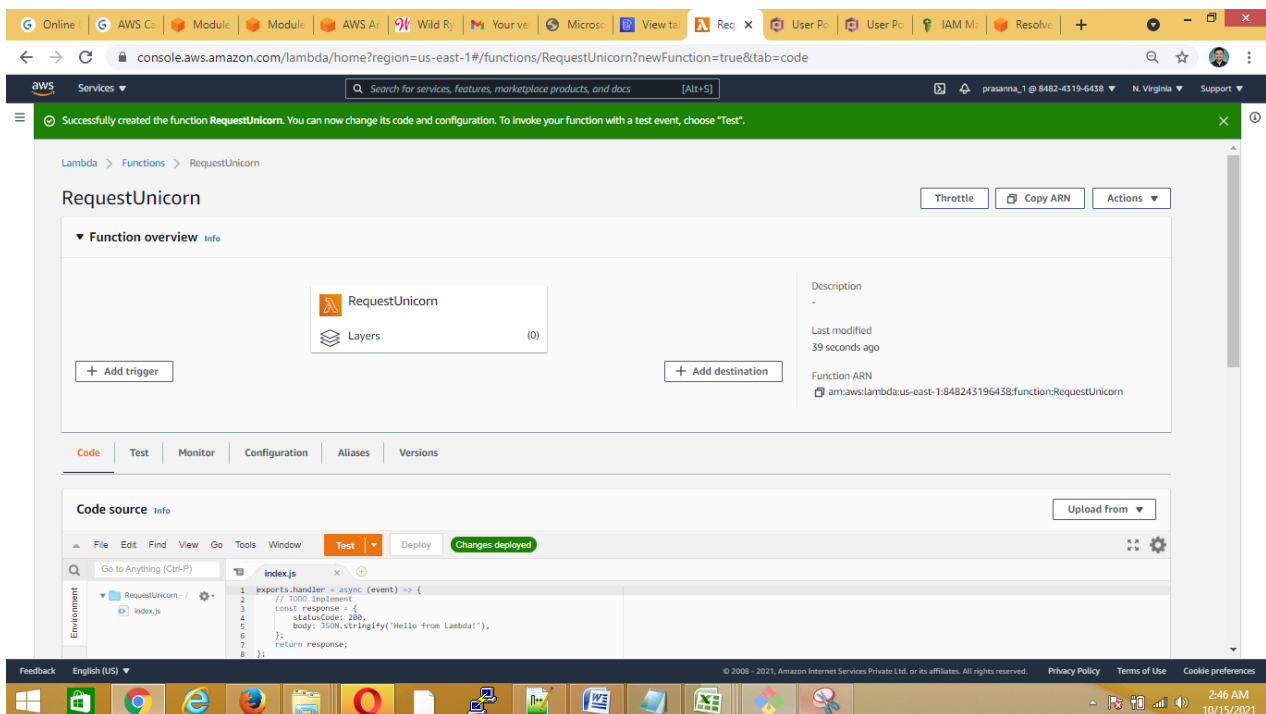 Online
AWS Ca
Module
Module
AWS Ar
Wild Ry
Your ve
Microsc
View ta
Req
User Po
User Po
IAM Ma
Resolve
console.aws.amazon.com/lambda/home?region=us-east-1#/functions/RequestUnicorn?newFunction=true&tab=code
aws Services ▼ Search for services, features, marketplace products, and docs [Alt+S] prasanna_1 @ 8482-4319-6438 ▼ N. Virginia ▼ Support ▼
Successfully created the function RequestUnicorn. You can now change its code and configuration. To invoke your function with a test event, choose "Test".
Lambda > Functions > RequestUnicorn
RequestUnicorn
Throttle Copy ARN Actions ▼
▼ Function overview Info
RequestUnicorn
Layers (0)
+ Add trigger
+ Add destination
Description
-
Last modified
39 seconds ago
Function ARN
arn:aws:lambda:us-east-1:848243196438:function:RequestUnicorn
Code Test Monitor Configuration Aliases Versions
Code source Info
Upload from ▼
File Edit Find View Go Tools Window Test Deploy Changes deployed
Go to Anything (Ctrl-P)
Environment
RequestUnicorn - /
index.js
index.js
1 exports.handler = async (event) => {
2 // TODO implement
3 const response = {
4 statusCode: 200,
5 body: JSON.stringify('Hello from Lambda!'),
6 };
7 return response;
8 };
Feedback English (US) ▼ © 2008 - 2021, Amazon Internet Services Private Ltd. or its affiliates. All rights reserved. Privacy Policy Terms of Use Cookie preferences
2:46 AM
10/15/2021